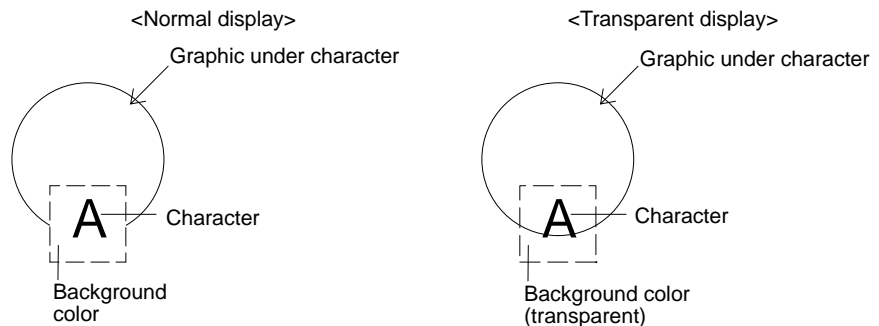 <Normal display>
Graphic under character
A
Character
Background
color
<Transparent display>
Graphic under character
A
Character
Background color
(transparent)